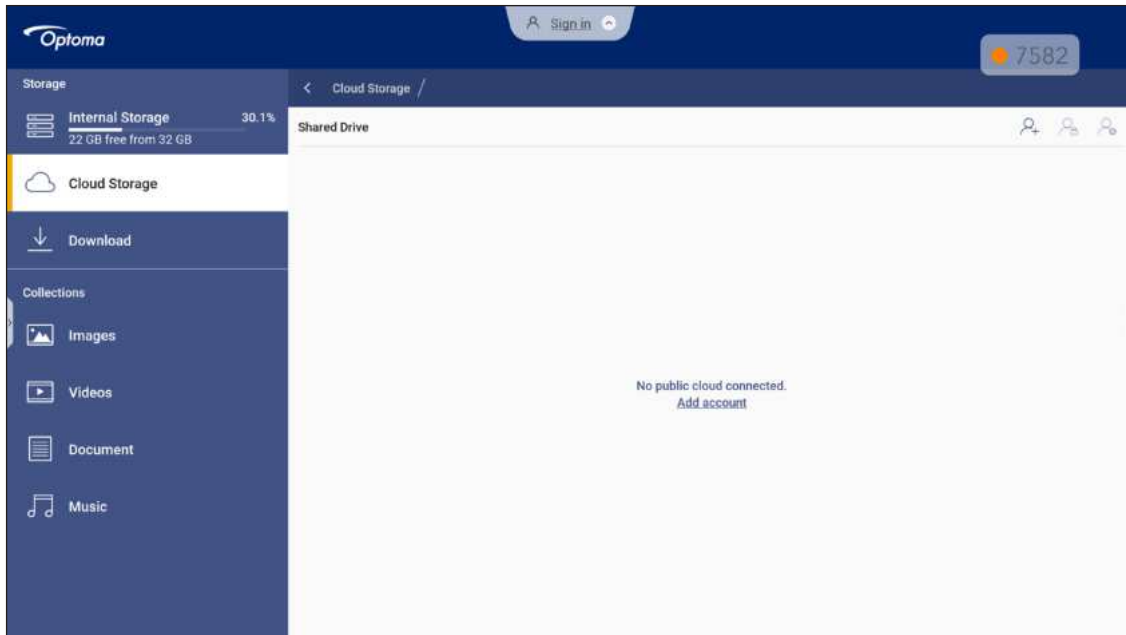 Optoma
Sign in
7582
Storage
Internal Storage 30.1%
22 GB free from 32 GB
Cloud Storage
Download
Collections
Images
Videos
Document
Music
Cloud Storage /
Shared Drive
No public cloud connected.
Add account